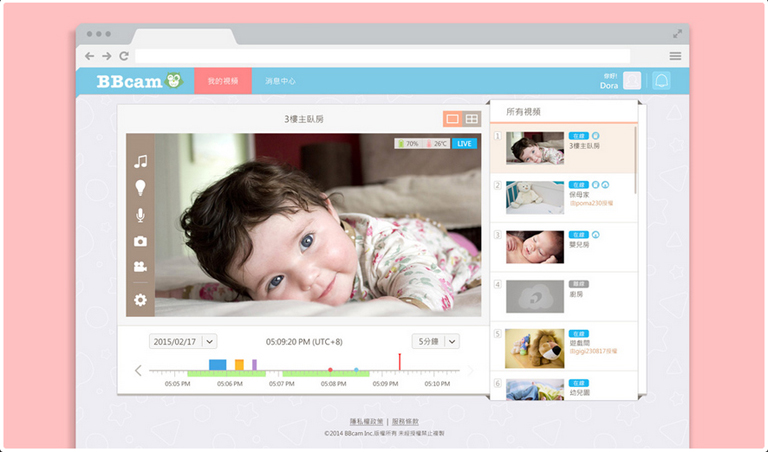 BBcam
我的視頻
消息中心
你好!
Dora
3樓主臥房
70%
26℃
LIVE
所有視頻
1
在線
3樓主臥房
2
在線
保母家
由poma230授權
3
在線
嬰兒房
4
離線
廚房
5
在線
遊戲間
由gigi230817授權
6
在線
幼兒園
2015/02/17
05:09:20 PM (UTC+8)
5分鐘
05:05 PM
05:06 PM
05:07 PM
05:08 PM
05:09 PM
05:10 PM
隱私權政策 | 服務條款
©2014 BBcam Inc.版權所有 未經授權禁止複製